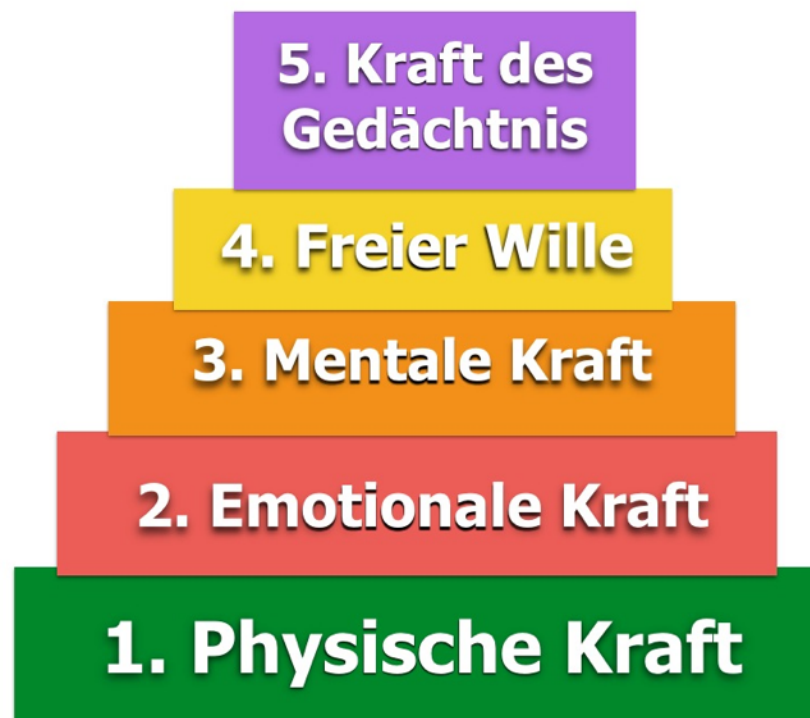 5. Kraft des
Gedächtnis
4. Freier Wille
3. Mentale Kraft
2. Emotionale Kraft
1. Physische Kraft